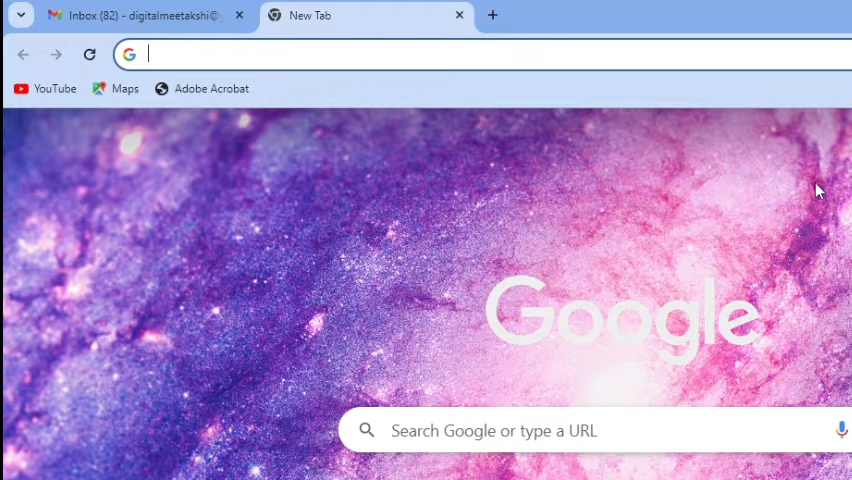 Inbox (82) - digitalmeetakshi@
New Tab
YouTube
Maps
Adobe Acrobat
Google
Search Google or type a URL